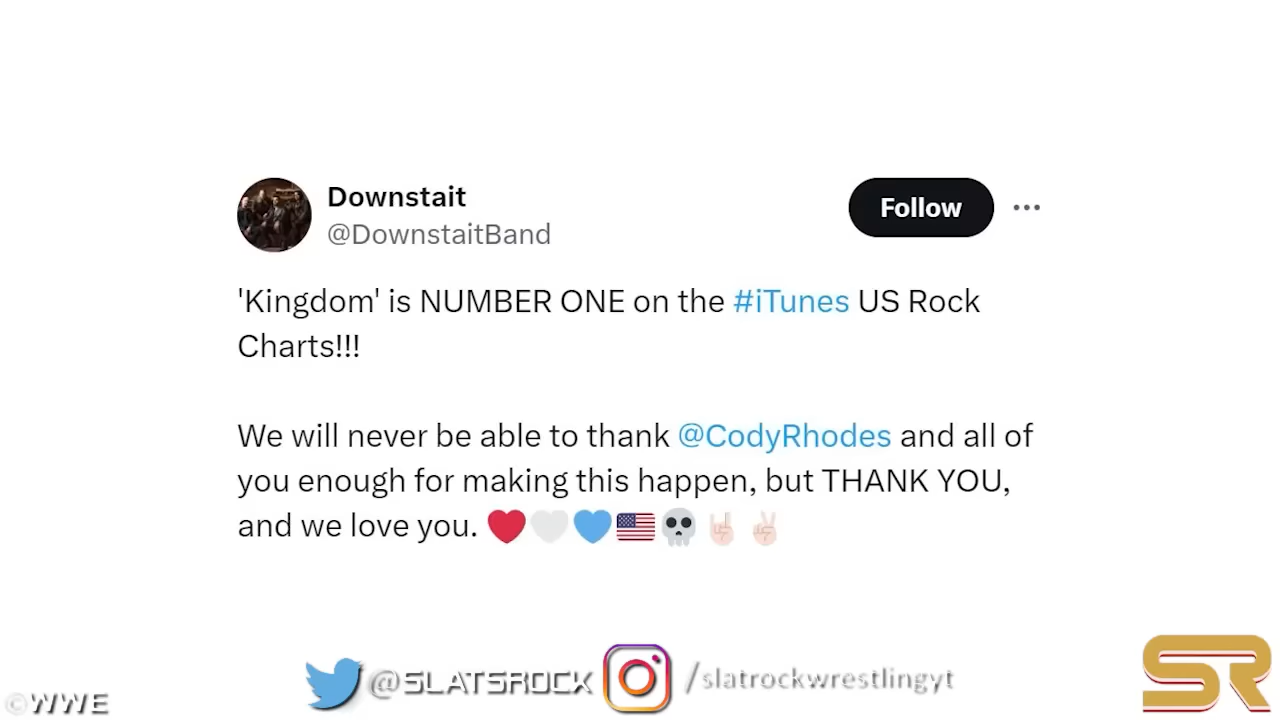 Downstait
@DownstaitBand
Follow
'Kingdom' is NUMBER ONE on the #iTunes US Rock
Charts!!!
We will never be able to thank @CodyRhodes and all of
you enough for making this happen, but THANK YOU,
and we love you. ❤️🤍💙🇺🇸💀🤘🏻✌🏻
@SLATSROCK /slatrockwrestlingyt
SR
©WWE